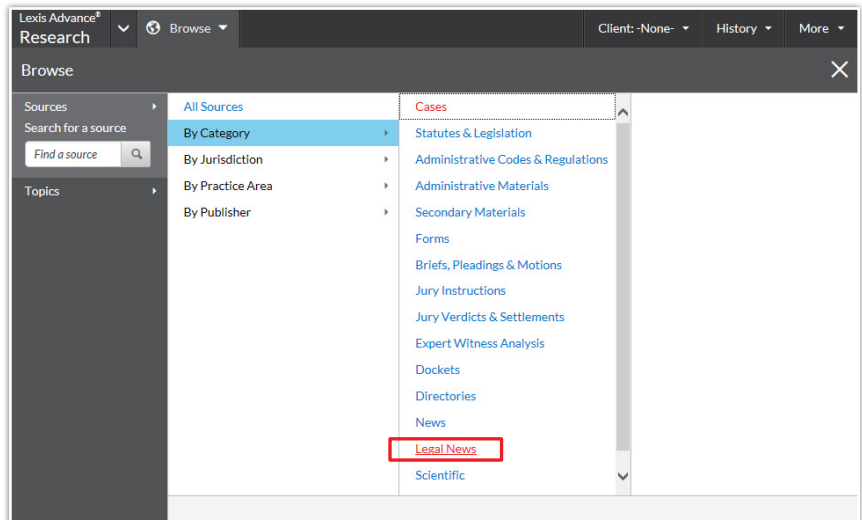 Lexis Advance®
Research
Browse
Client: -None-
History
More
Browse
Sources
Search for a source
Find a source
Topics
All Sources
By Category
By Jurisdiction
By Practice Area
By Publisher
Cases
Statutes & Legislation
Administrative Codes & Regulations
Administrative Materials
Secondary Materials
Forms
Briefs, Pleadings & Motions
Jury Instructions
Jury Verdicts & Settlements
Expert Witness Analysis
Dockets
Directories
News
Legal News
Scientific